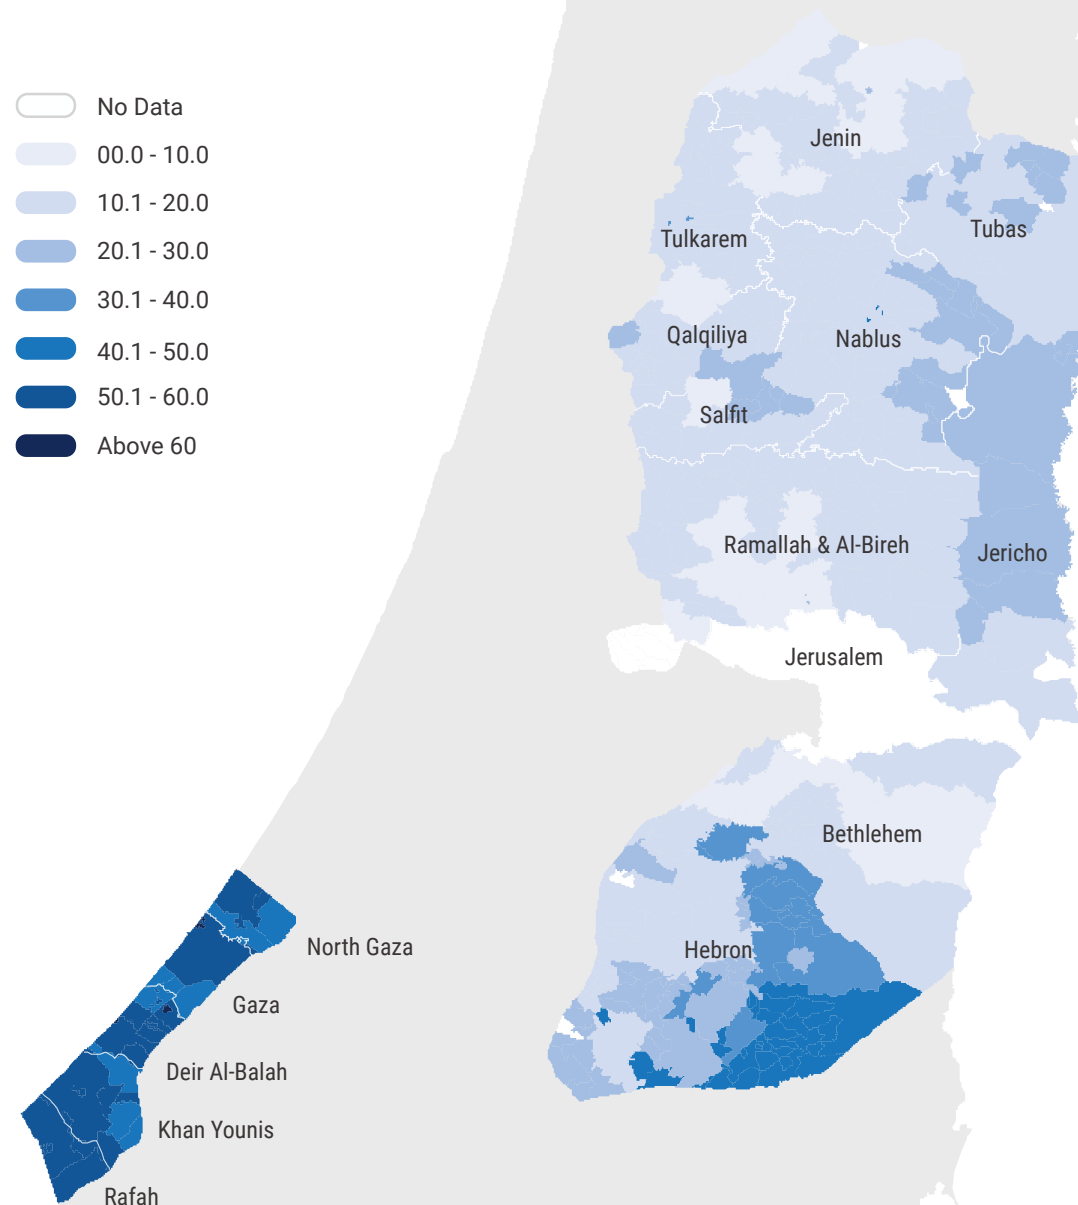 No Data
00.0 - 10.0
10.1 - 20.0
20.1 - 30.0
30.1 - 40.0
40.1 - 50.0
50.1 - 60.0
Above 60
Jenin
Tubas
Tulkarem
Qalqiliya
Nablus
Salfit
Ramallah & Al-Bireh
Jericho
Jerusalem
Bethlehem
Hebron
North Gaza
Gaza
Deir Al-Balah
Khan Younis
Rafah